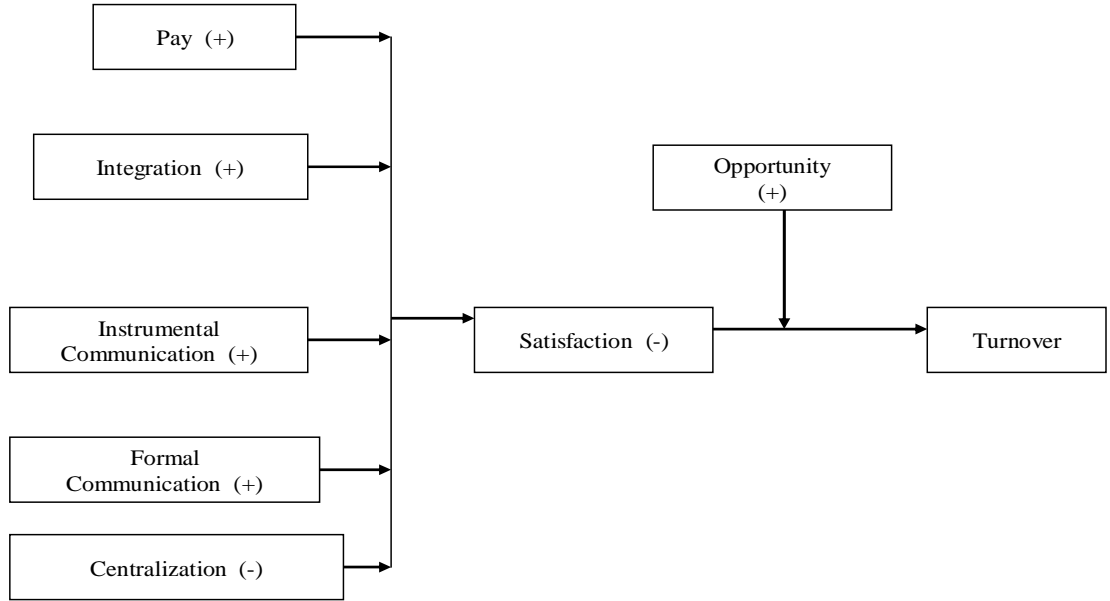 Pay (+)
Integration (+)
Opportunity
(+)
Instrumental
Communication (+)
Satisfaction (-)
Turnover
Formal
Communication (+)
Centralization (-)